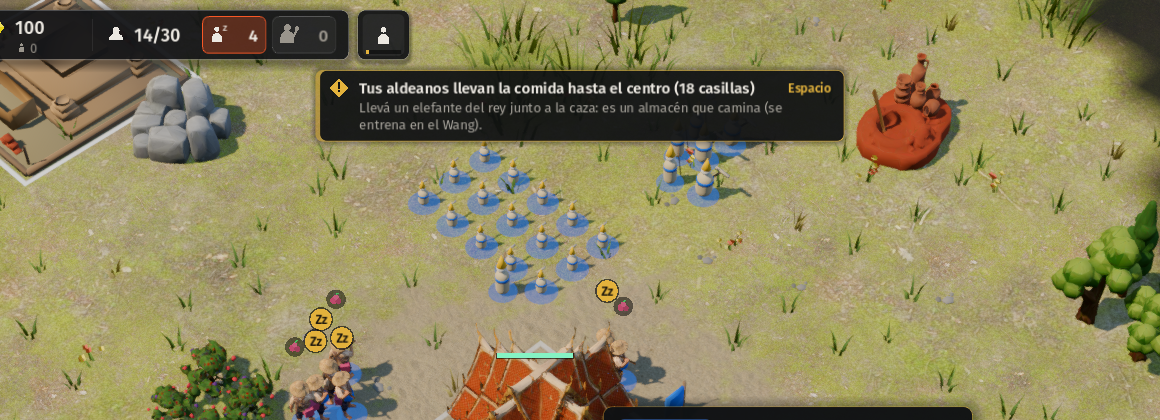 100
0
14/30
z 4
0
Tus aldeanos llevan la comida hasta el centro (18 casillas)
Espacio
Llevá un elefante del rey junto a la caza: es un almacén que camina (se
entrena en el Wang).
Zz
Zz
Zz
Zz